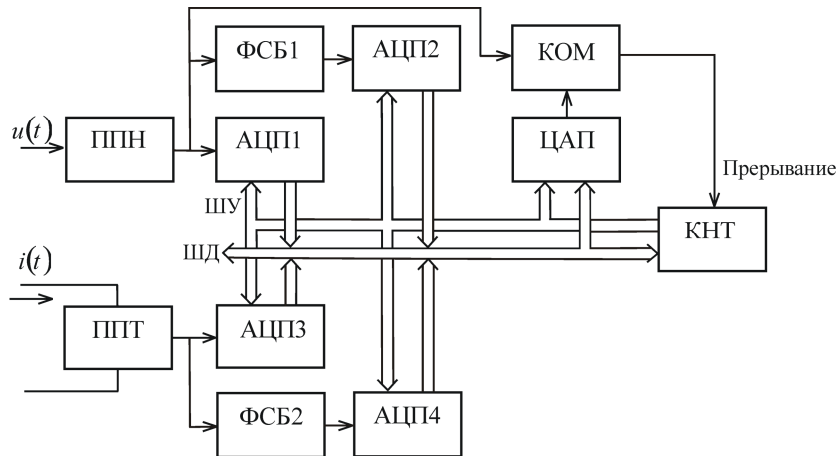 ФСБ1
АЦП2
КОМ
u(t)
ППН
АЦП1
ЦАП
Прерывание
ШУ
КНТ
ШД
i(t)
ППТ
АЦП3
ФСБ2
АЦП4